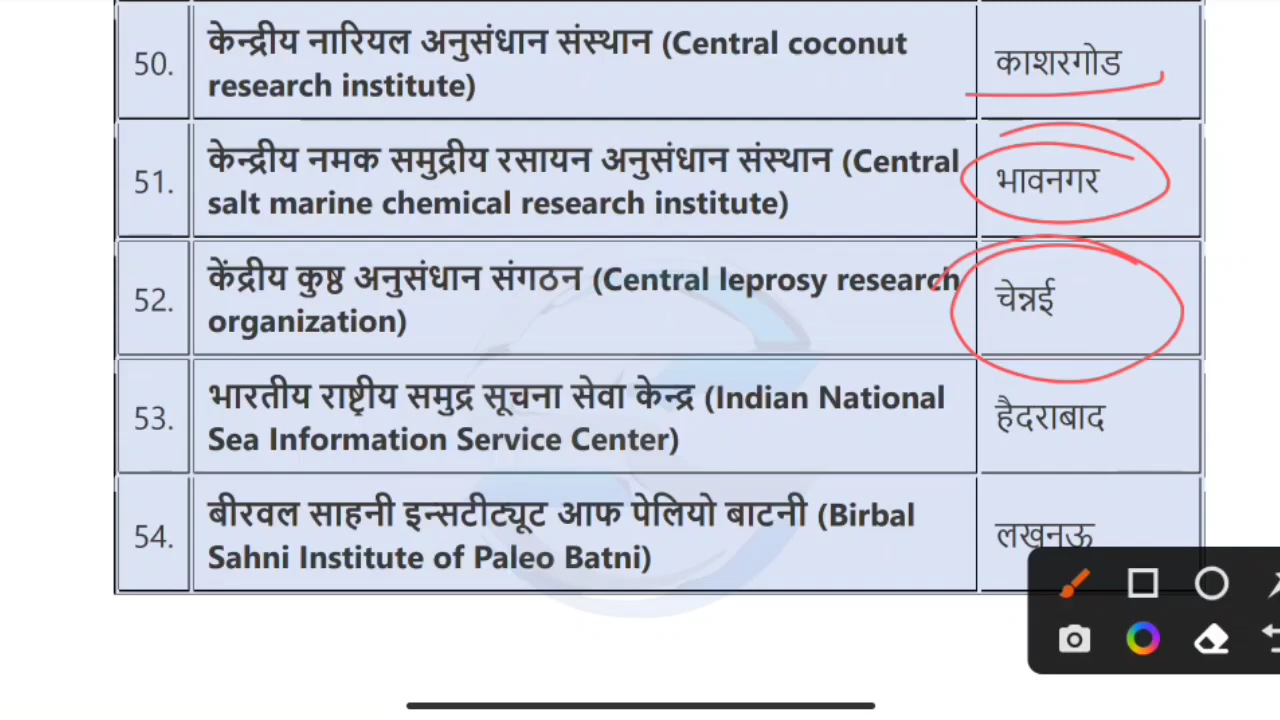 50.
केन्द्रीय नारियल अनुसंधान संस्थान (Central coconut
research institute)
काशरगोड
51.
केन्द्रीय नमक समुद्रीय रसायन अनुसंधान संस्थान (Central
salt marine chemical research institute)
भावनगर
52.
केंद्रीय कुष्ठ अनुसंधान संगठन (Central leprosy research
organization)
चेन्नई
53.
भारतीय राष्ट्रीय समुद्र सूचना सेवा केन्द्र (Indian National
Sea Information Service Center)
हैदराबाद
54.
बीरवल साहनी इन्सटीट्यूट आफ पेलियो बाटनी (Birbal
Sahni Institute of Paleo Batni)
लखनऊ